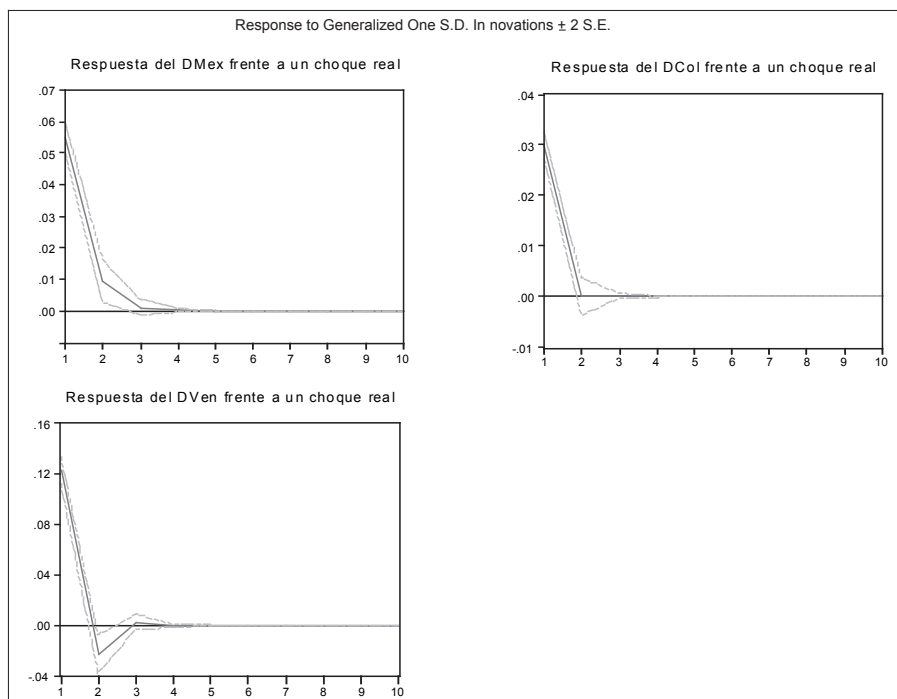 Response to Generalized One S.D. In novations ± 2 S.E.
Respuesta del DMex frente a un choque real
.07
.06
.05
.04
.03
.02
.01
.00
1 2 3 4 5 6 7 8 9 10
Respuesta del DCol frente a un choque real
.04
.03
.02
.01
.00
-.01
1 2 3 4 5 6 7 8 9 10
Respuesta del DVen frente a un choque real
.16
.12
.08
.04
.00
-.04
1 2 3 4 5 6 7 8 9 10